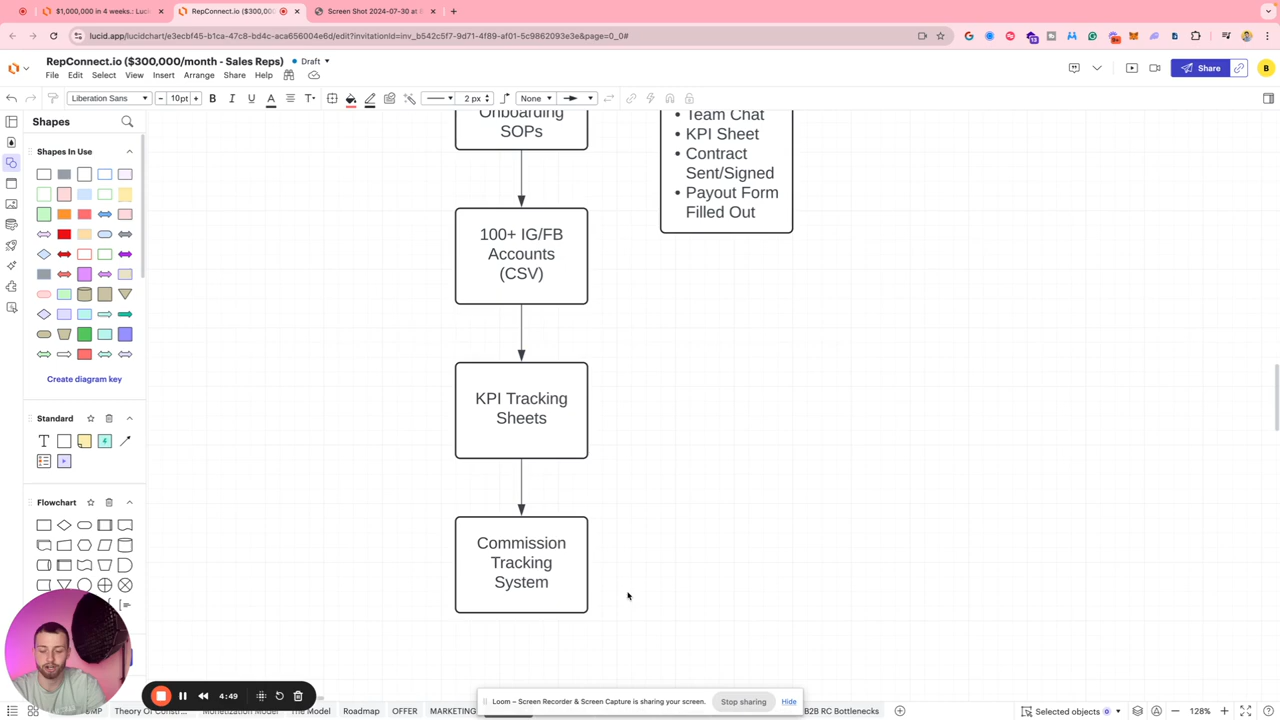 $1,000,000 in 4 weeks.: Lucid
RepConnect.io ($300,000
Screen Shot 2024-07-30 at 8
lucid.app/lucidchart/e3ecbf45-b1ca-47c8-bd4c-aca656004e6d/edit?invitationId=inv_b542c5f7-9d71-4f89-af01-5c9862093e3e&page=0_0#
RepConnect.io ($300,000/month - Sales Reps)
Draft
File Edit Select View Insert Arrange Share Help
Share
B
Liberation Sans
10pt
B I U A T
2 px
None
Shapes
Shapes In Use
Create diagram key
Standard
T
Flowchart
Onboarding
SOPs
100+ IG/FB
Accounts
(CSV)
KPI Tracking
Sheets
Commission
Tracking
System
• Team Chat
• KPI Sheet
• Contract
Sent/Signed
• Payout Form
Filled Out
4:49
Loom – Screen Recorder & Screen Capture is sharing your screen.
Stop sharing
Hide
Theory Of Constr
Monetization Model
The Model
Roadmap
OFFER
MARKETING
B2B RC Bottlenecks
Selected objects 0
128%